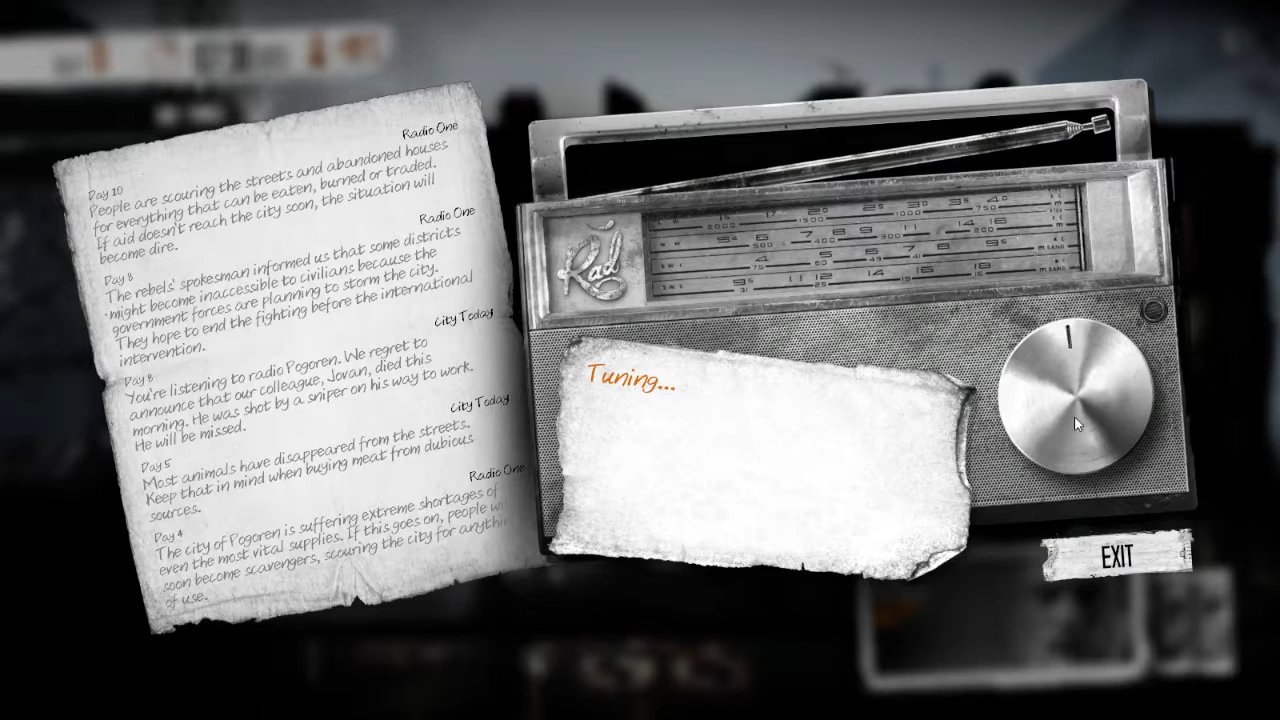 Radio One
Day 10
People are scouring the streets and abandoned houses
for everything that can be eaten, burned or traded.
If aid doesn't reach the city soon, the situation will
become dire.
Radio One
Day 8
The rebels' spokesman informed us that some districts
might become inaccessible to civilians because the
government forces are planning to storm the city.
They hope to end the fighting before the international
intervention.
City Today
Day 8
You're listening to radio Pogoren. We regret to
announce that our colleague, Jovan, died this
morning. He was shot by a sniper on his way to work.
He will be missed.
City Today
Day 5
Most animals have disappeared from the streets.
Keep that in mind when buying meat from dubious
sources.
Radio One
Day 4
The city of Pogoren is suffering extreme shortages of
even the most vital supplies. If this goes on, people
soon become scavengers, scouring the city for
of use.
Rad
Tuning...
EXIT